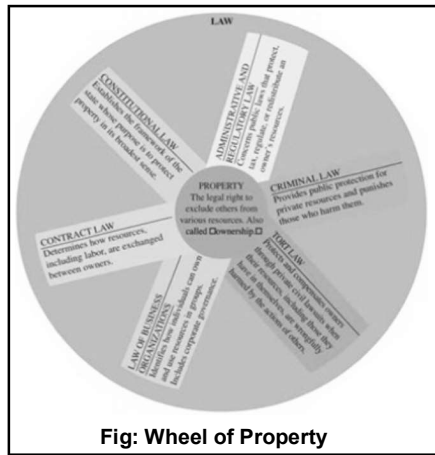 LAW
ADMINISTRATIVE AND
REGULATORY LAW
Concerns public laws that protect,
tax, regulate, or redistribute an
owner's resources.
CRIMINAL LAW
Provides public protection for
private resources and punishes
those who harm them.
TORT LAW
Protects and compensates owners
through private civil lawsuits when
their resources, including those they
have in themselves, are wrongfully
harmed by the actions of others.
LAW OF BUSINESS
ORGANIZATIONS
Identifies how individuals can own
and use resources in groups.
Includes corporate governance.
CONTRACT LAW
Determines how resources,
including labor, are exchanged
between owners.
CONSTITUTIONAL LAW
Establishes the framework of the
state whose purpose is to protect
property in its broadest sense.
PROPERTY
The legal right to
exclude others from
various resources. Also
called □ownership.□
Fig: Wheel of Property